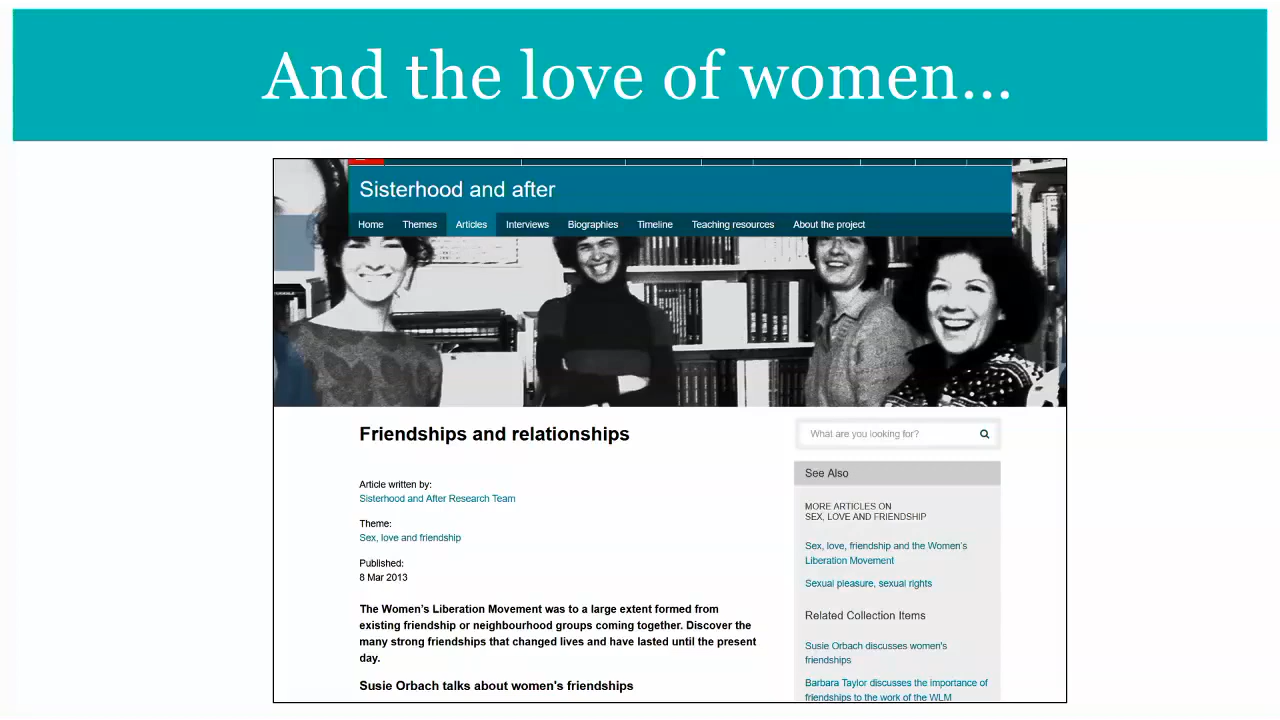 And the love of women...
Sisterhood and after
Home Themes Articles Interviews Biographies Timeline Teaching resources About the project
Friendships and relationships
Article written by:
Sisterhood and After Research Team
Theme:
Sex, love and friendship
Published:
8 Mar 2013
The Women's Liberation Movement was to a large extent formed from
existing friendship or neighbourhood groups coming together. Discover the
many strong friendships that changed lives and have lasted until the present
day.
Susie Orbach talks about women's friendships
What are you looking for?
See Also
MORE ARTICLES ON
SEX, LOVE AND FRIENDSHIP
Sex, love, friendship and the Women's
Liberation Movement
Sexual pleasure, sexual rights
Related Collection Items
Susie Orbach discusses women's
friendships
Barbara Taylor discusses the importance of
friendships to the work of the WLM